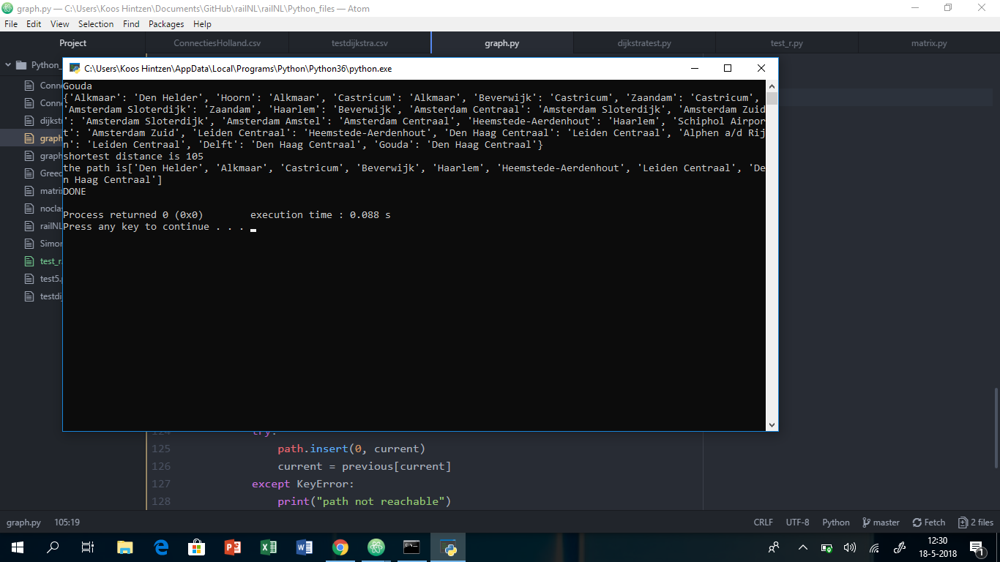 graph.py — C:\Users\Koos Hintzen\Documents\GitHub\railNL\railNL\Python_files — Atom
File Edit View Selection Find Packages Help
Project ConnectiesHolland.csv testdijkstra.csv graph.py dijkstratest.py test_r.py matrix.py
Python_
Conne
Conne
dijkst
graph
graph
Greed
matrix
nocla
railNL
Simor
test_r.
test5.p
testdij
C:\Users\Koos Hintzen\AppData\Local\Programs\Python\Python36\python.exe
Gouda
{'Alkmaar': 'Den Helder', 'Hoorn': 'Alkmaar', 'Castricum': 'Alkmaar', 'Beverwijk': 'Castricum', 'Zaandam': 'Castricum',
'Amsterdam Sloterdijk': 'Zaandam', 'Haarlem': 'Beverwijk', 'Amsterdam Centraal': 'Amsterdam Sloterdijk', 'Amsterdam Zuid
': 'Amsterdam Sloterdijk', 'Amsterdam Amstel': 'Amsterdam Centraal', 'Heemstede-Aerdenhout': 'Haarlem', 'Schiphol Airpor
t': 'Amsterdam Zuid', 'Leiden Centraal': 'Heemstede-Aerdenhout', 'Den Haag Centraal': 'Leiden Centraal', 'Alphen a/d Rij
n': 'Leiden Centraal', 'Delft': 'Den Haag Centraal', 'Gouda': 'Den Haag Centraal'}
shortest distance is 105
the path is['Den Helder', 'Alkmaar', 'Castricum', 'Beverwijk', 'Haarlem', 'Heemstede-Aerdenhout', 'Leiden Centraal', 'De
n Haag Centraal']
DONE
Process returned 0 (0x0) execution time : 0.088 s
Press any key to continue . . .
124 try:
125 path.insert(0, current)
126 current = previous[current]
127 except KeyError:
128 print("path not reachable")
graph.py 105:19 CRLF UTF-8 Python master Fetch 2 files
12:30
18-5-2018
1